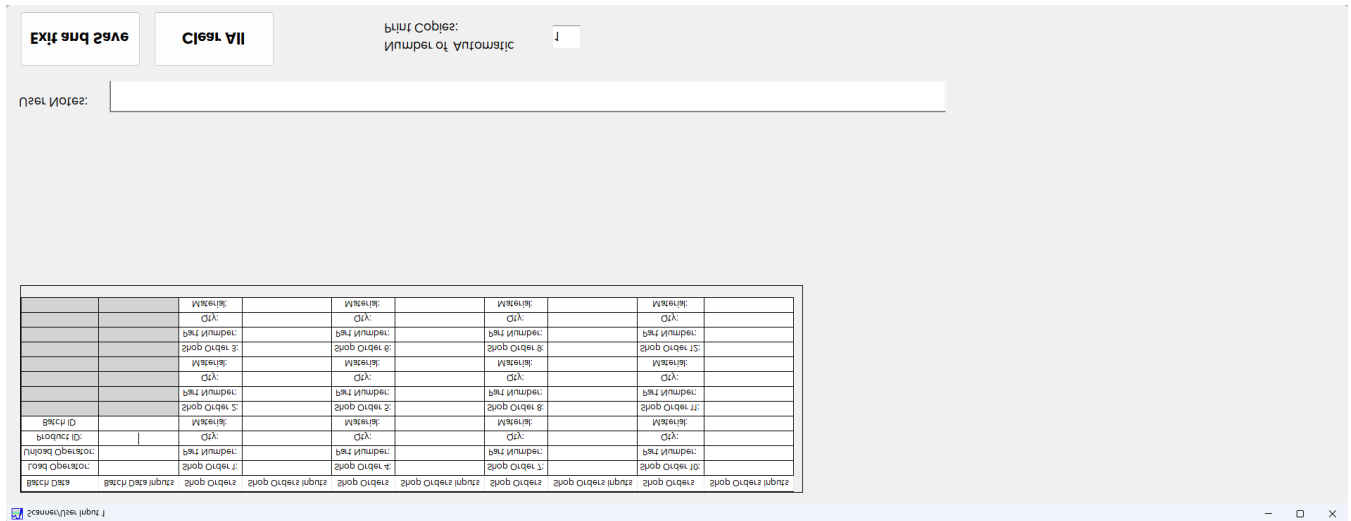 Scanner/User Input 1
Batch Data Batch Data Inputs Shop Orders Shop Orders Inputs Shop Orders Shop Orders Inputs Shop Orders Shop Orders Inputs Shop Orders Shop Orders Inputs
Load Operator: Shop Order 1: Shop Order 4: Shop Order 7: Shop Order 10:
Unload Operator: Part Number: Part Number: Part Number: Part Number:
Product ID: Qty: Qty: Qty: Qty:
Batch ID Material: Material: Material: Material:
Shop Order 2: Shop Order 5: Shop Order 8: Shop Order 11:
Part Number: Part Number: Part Number: Part Number:
Qty: Qty: Qty: Qty:
Material: Material: Material: Material:
Shop Order 3: Shop Order 6: Shop Order 9: Shop Order 12:
Part Number: Part Number: Part Number: Part Number:
Qty: Qty: Qty: Qty:
Material: Material: Material: Material:
User Notes:
Exit and Save
Clear All
Number of Automatic
Print Copies:
1